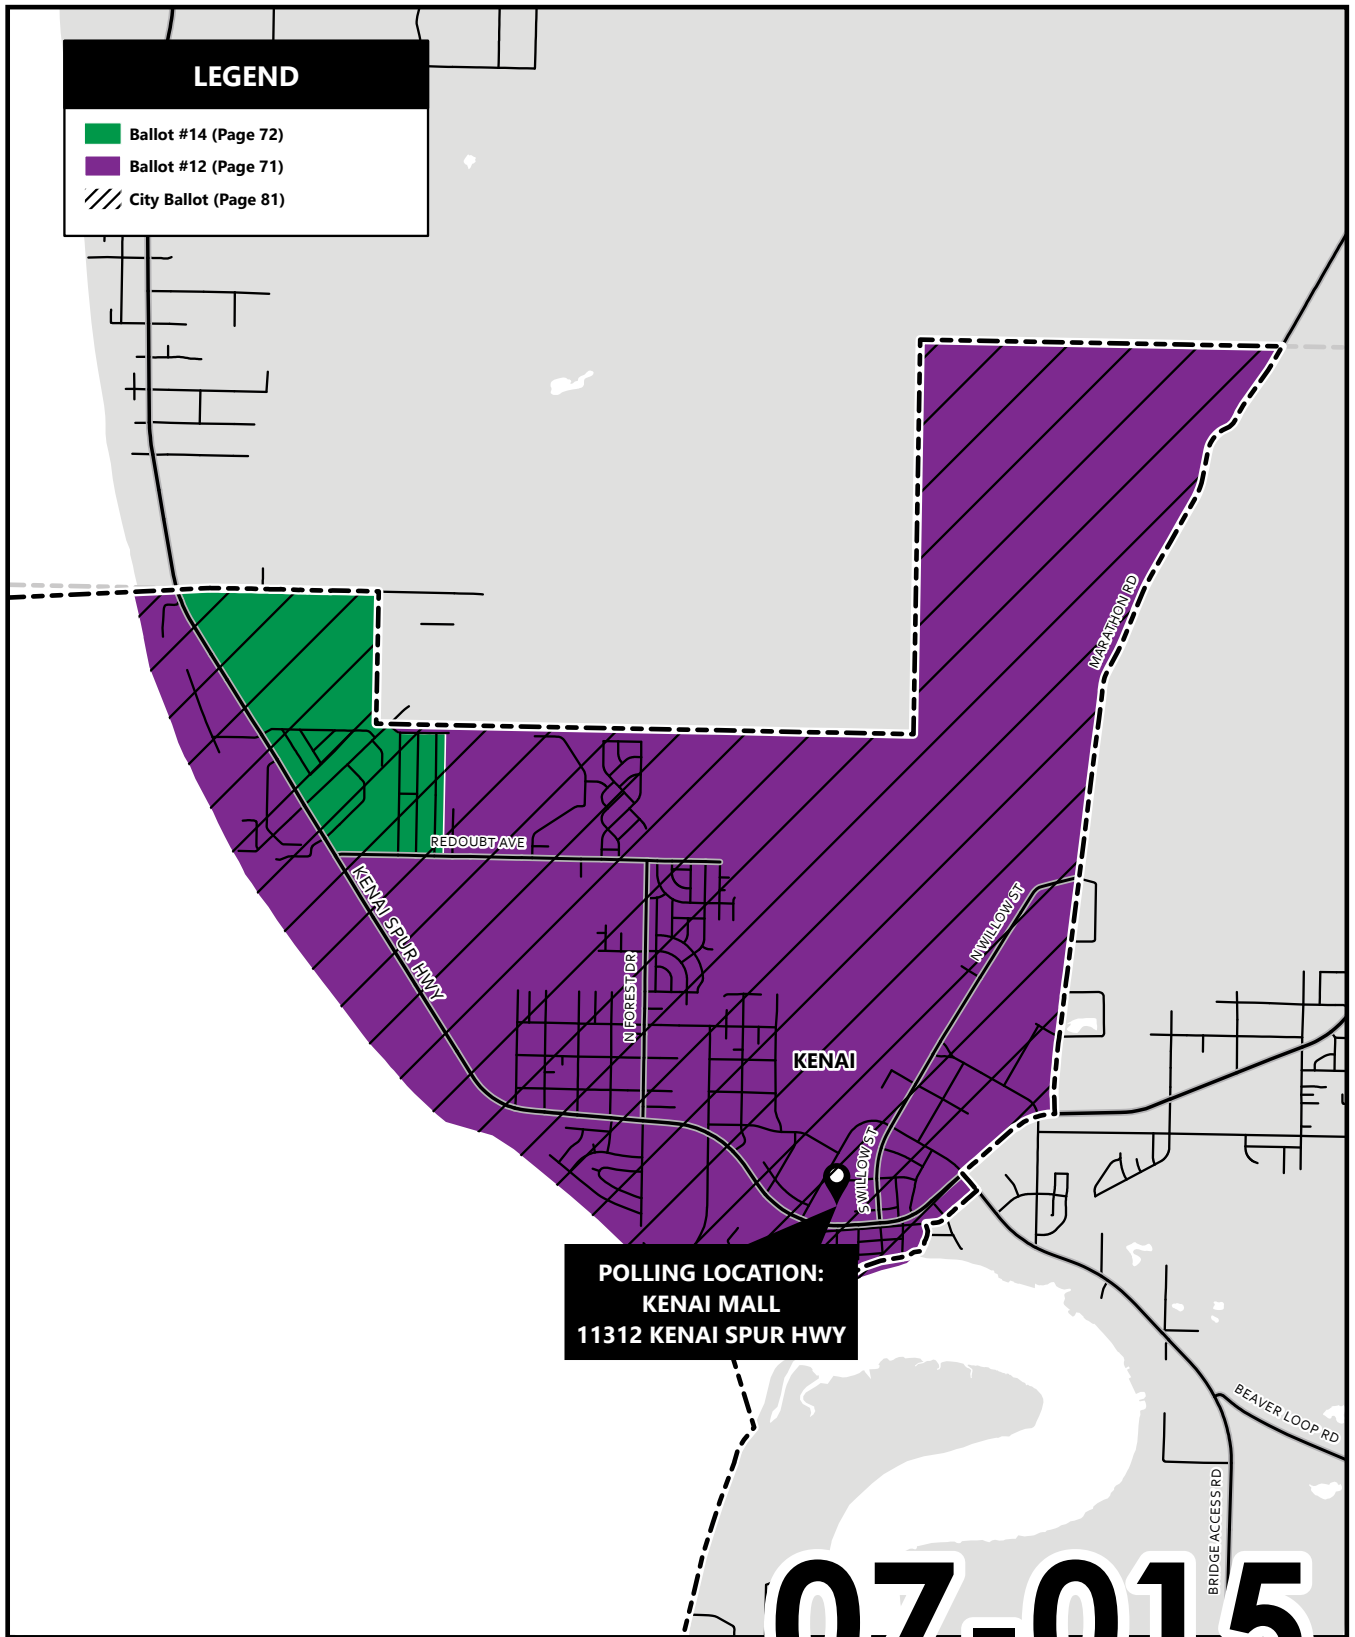 LEGEND
Ballot #14 (Page 72)
Ballot #12 (Page 71)
City Ballot (Page 81)
MARATHON RD
REDOUBT AVE
KENAI SPUR HWY
N WILLOW ST
N FOREST DR
KENAI
S WILLOW ST
POLLING LOCATION:
KENAI MALL
11312 KENAI SPUR HWY
BEAVER LOOP RD
BRIDGE ACCESS RD
07-015